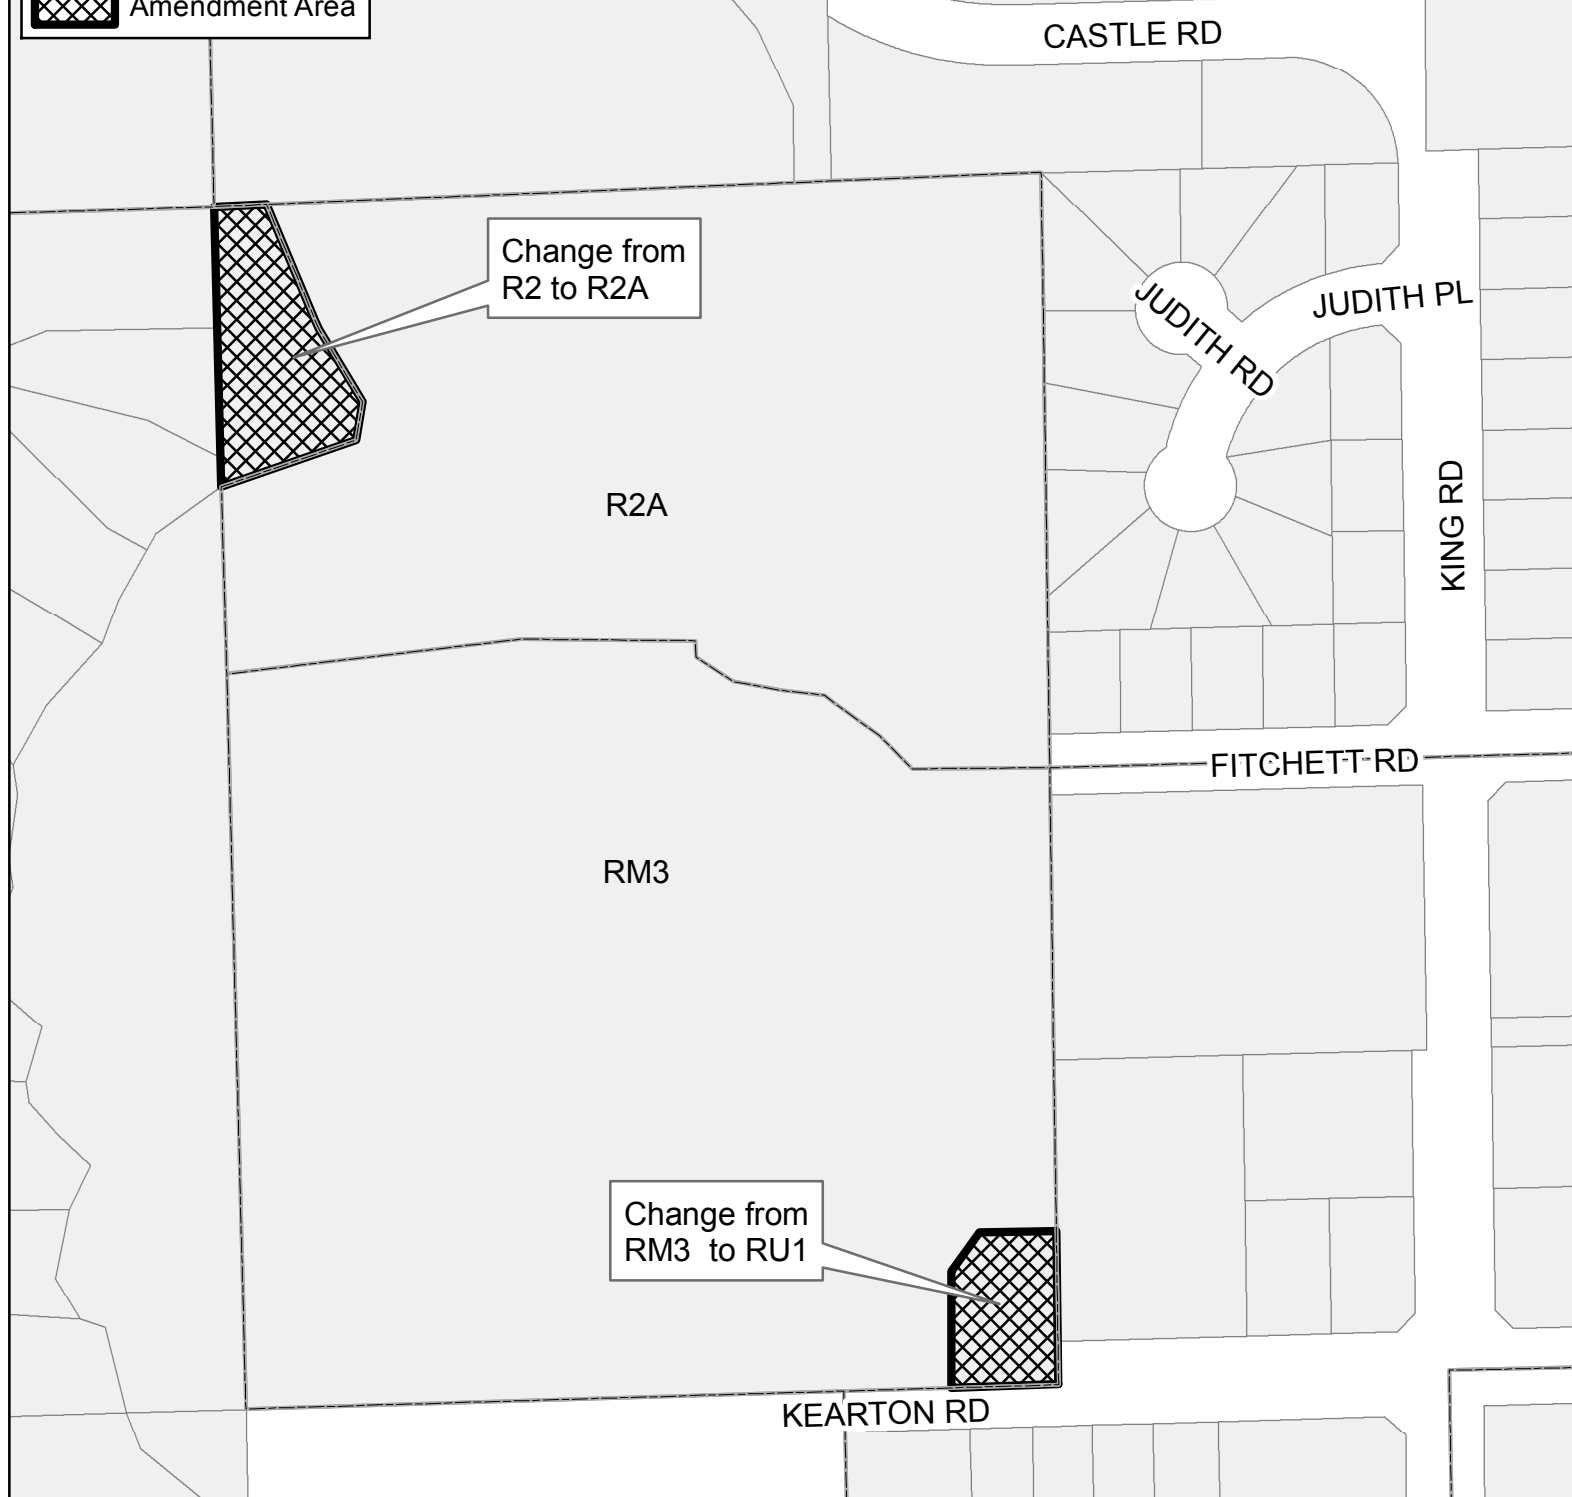 Amendment Area
CASTLE RD
Change from
R2 to R2A
JUDITH RD
JUDITH PL
R2A
KING RD
FITCHETT RD
RM3
Change from
RM3 to RU1
KEARTON RD